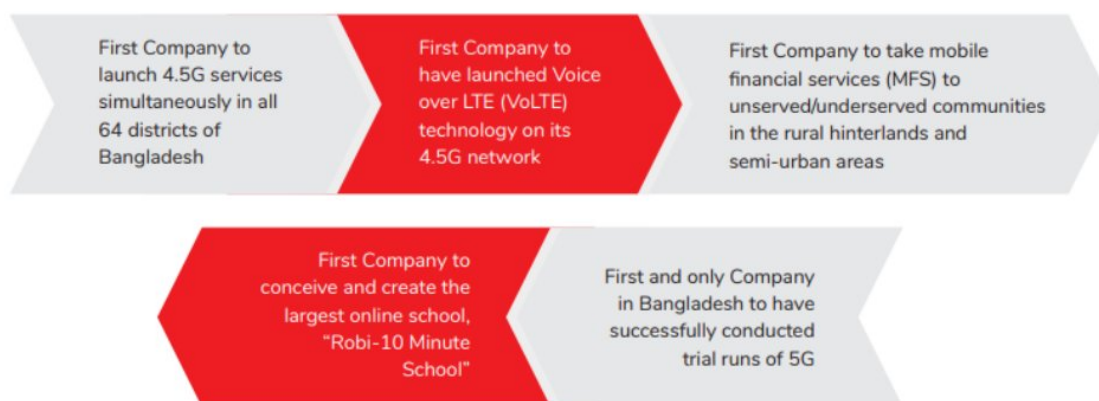 First Company to
launch 4.5G services
simultaneously in all
64 districts of
Bangladesh
First Company to
have launched Voice
over LTE (VoLTE)
technology on its
4.5G network
First Company to take mobile
financial services (MFS) to
unserved/underserved communities
in the rural hinterlands and
semi-urban areas
First Company to
conceive and create the
largest online school,
“Robi-10 Minute
School”
First and only Company
in Bangladesh to have
successfully conducted
trial runs of 5G